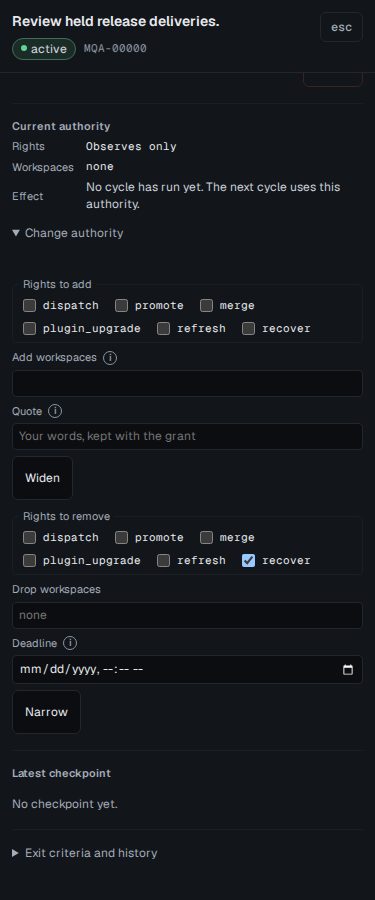 Review held release deliveries.
esc
active MQA-00000
Current authority
Rights Observes only
Workspaces none
Effect No cycle has run yet. The next cycle uses this
authority.
▼ Change authority
Rights to add
dispatch promote merge
plugin_upgrade refresh recover
Add workspaces i
Quote i
Your words, kept with the grant
Widen
Rights to remove
dispatch promote merge
plugin_upgrade refresh recover
Drop workspaces
none
Deadline i
mm/dd/yyyy, --:-- --
Narrow
Latest checkpoint
No checkpoint yet.
▶ Exit criteria and history